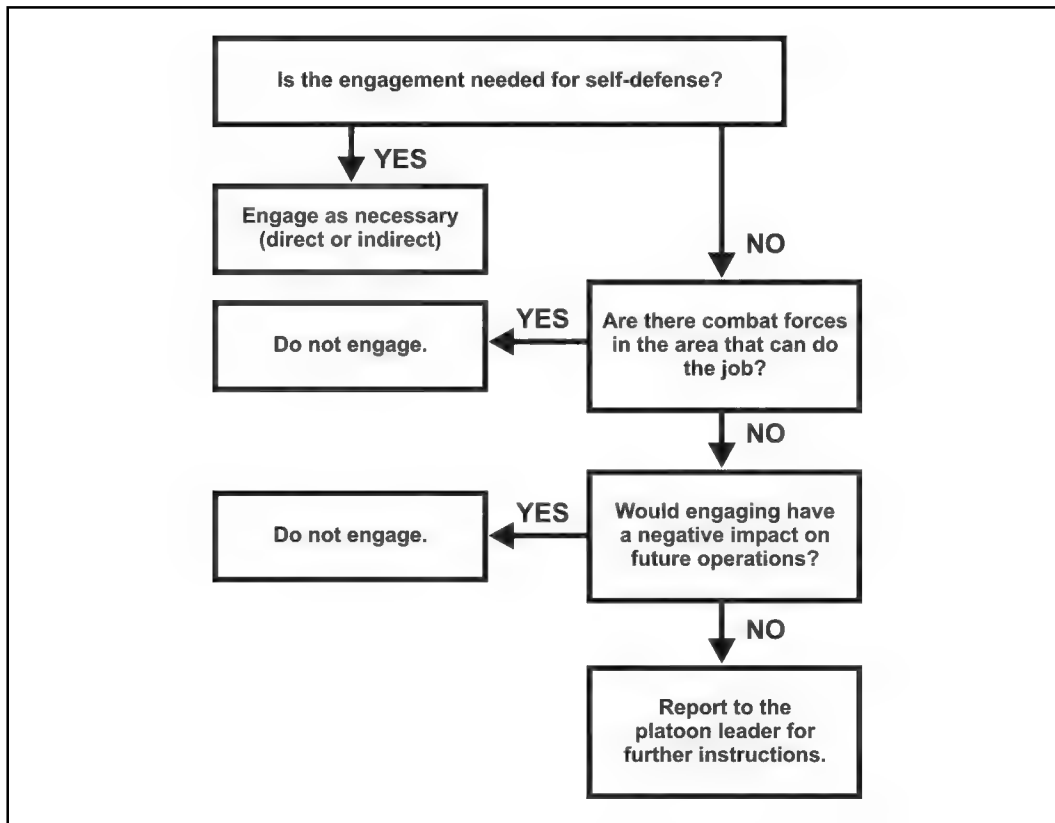 Is the engagement needed for self-defense?
YES
NO
Engage as necessary
(direct or indirect)
Do not engage.
YES
Are there combat forces
in the area that can do
the job?
NO
Do not engage.
YES
Would engaging have
a negative impact on
future operations?
NO
Report to the
platoon leader for
further instructions.